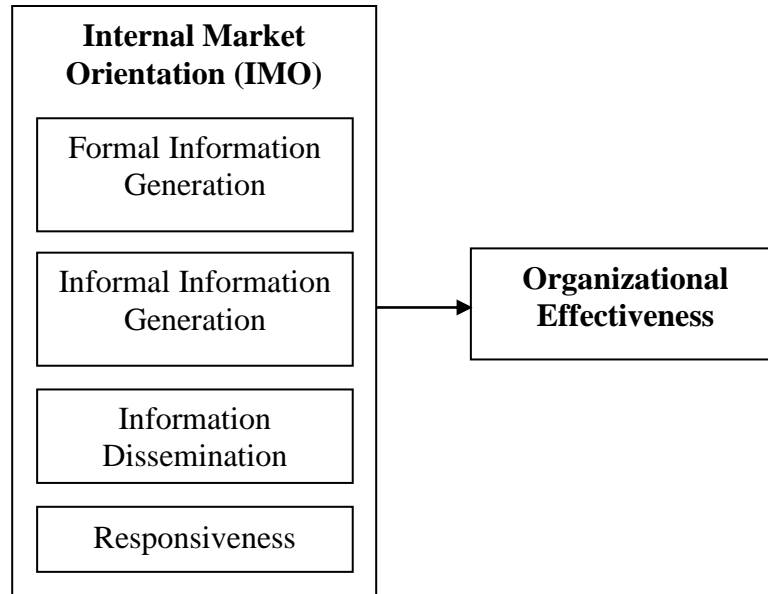 Internal Market
Orientation (IMO)
Formal Information
Generation
Informal Information
Generation
Information
Dissemination
Responsiveness
Organizational
Effectiveness